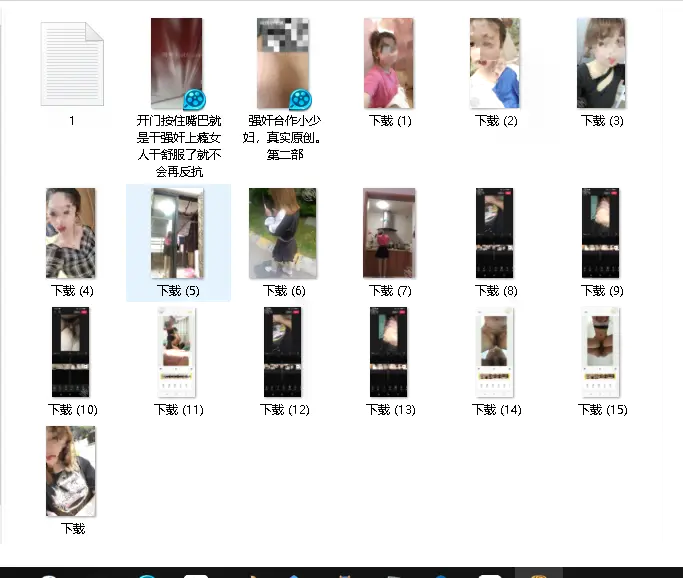 1
开门按住嘴巴就
是干强奸上瘾女
人干舒服了就不
会再反抗
强奸合作小少
妇，真实原创。
第二部
下载 (1)
下载 (2)
下载 (3)
下载 (4)
下载 (5)
下载 (6)
下载 (7)
下载 (8)
下载 (9)
下载 (10)
下载 (11)
下载 (12)
下载 (13)
下载 (14)
下载 (15)
下载